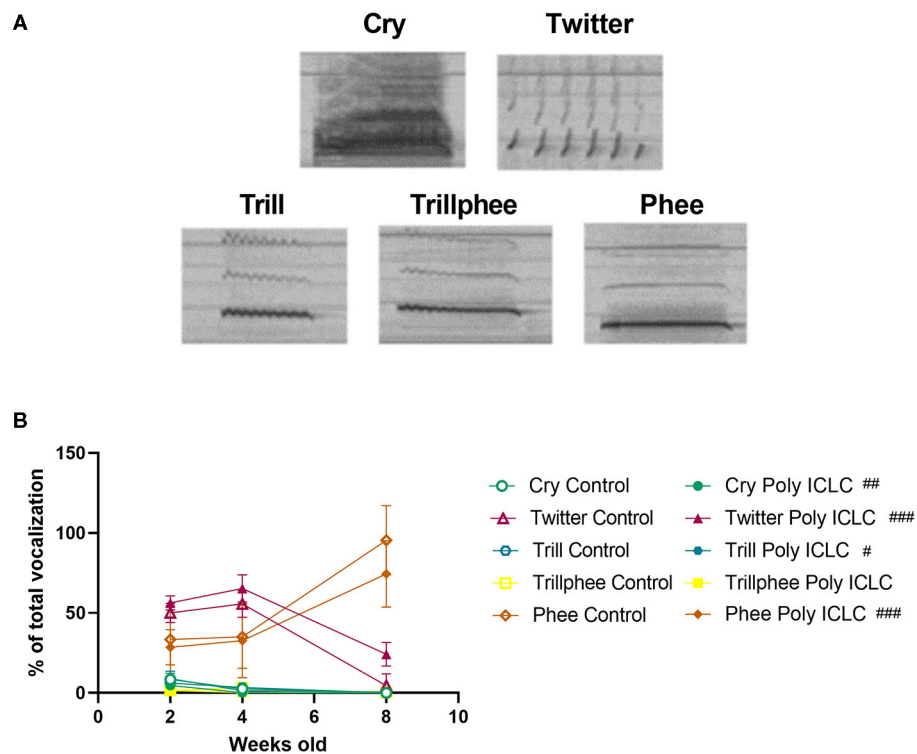 A
Cry Twitter
Trill Trillphee Phee
B
150
100
50
0
% of total vocalization
0 2 4 6 8 10
Weeks old
Cry Control Cry Poly ICLC ##
Twitter Control Twitter Poly ICLC ###
Trill Control Trill Poly ICLC #
Trillphee Control Trillphee Poly ICLC
Phee Control Phee Poly ICLC ###